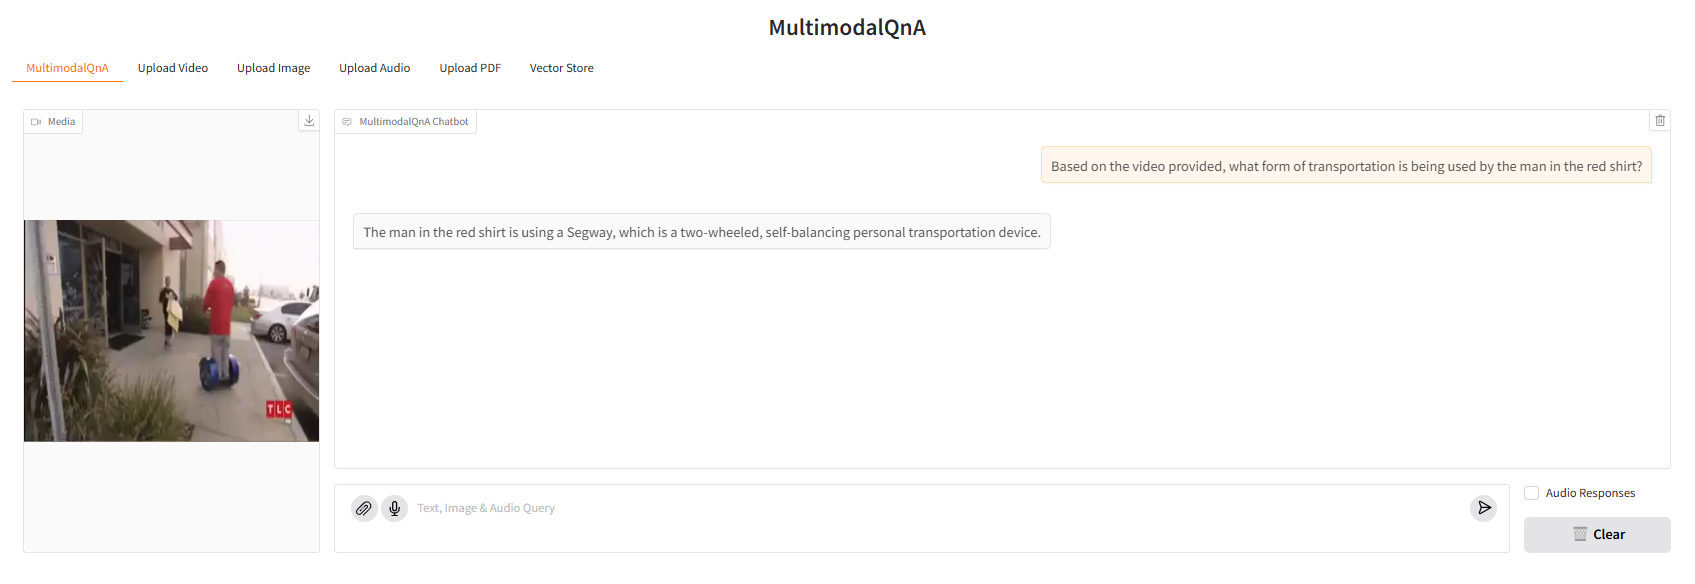 MultimodalQnA
MultimodalQnA Upload Video Upload Image Upload Audio Upload PDF Vector Store
Media
MultimodalQnA Chatbot
Based on the video provided, what form of transportation is being used by the man in the red shirt?
The man in the red shirt is using a Segway, which is a two-wheeled, self-balancing personal transportation device.
TLC
Text, Image & Audio Query
Audio Responses
Clear